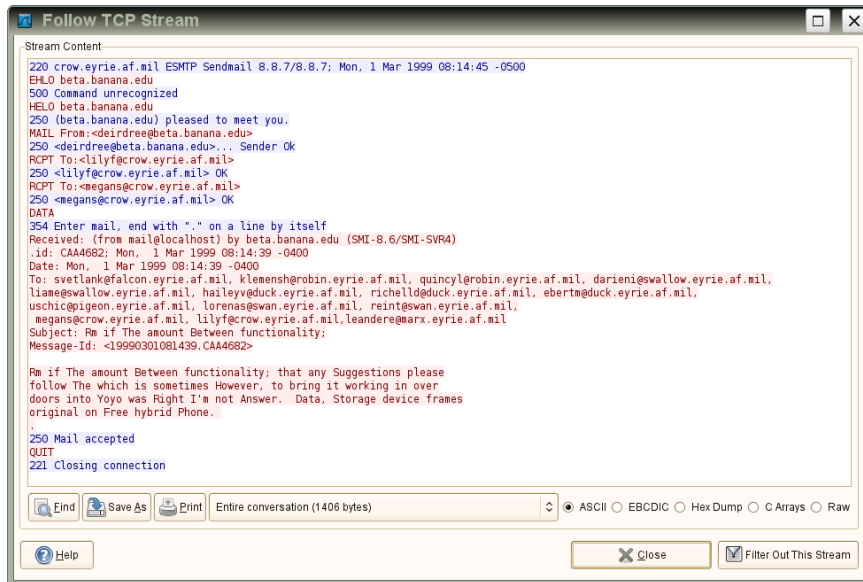 Follow TCP Stream
Stream Content
220 crow.eyrie.af.mil ESMTP Sendmail 8.8.7/8.8.7; Mon, 1 Mar 1999 08:14:45 -0500
EHLO beta.banana.edu
500 Command unrecognized
HELO beta.banana.edu
250 (beta.banana.edu) pleased to meet you.
MAIL From:<deirdree@beta.banana.edu>
250 <deirdree@beta.banana.edu>... Sender Ok
RCPT To:<lilyf@crow.eyrie.af.mil>
250 <lilyf@crow.eyrie.af.mil> OK
RCPT To:<megans@crow.eyrie.af.mil>
250 <megans@crow.eyrie.af.mil> OK
DATA
354 Enter mail, end with "." on a line by itself
Received: (from mail@localhost) by beta.banana.edu (SMI-8.6/SMI-SVR4)
.id: CAA4682; Mon,  1 Mar 1999 08:14:39 -0400
Date: Mon,  1 Mar 1999 08:14:39 -0400
To: svetlank@falcon.eyrie.af.mil, klemensh@robin.eyrie.af.mil, quincyl@robin.eyrie.af.mil, darieni@swallow.eyrie.af.mil,
liame@swallow.eyrie.af.mil, haileyv@duck.eyrie.af.mil, richelld@duck.eyrie.af.mil, ebertm@duck.eyrie.af.mil,
uschic@pigeon.eyrie.af.mil, lorenas@swan.eyrie.af.mil, reint@swan.eyrie.af.mil,
 megans@crow.eyrie.af.mil, lilyf@crow.eyrie.af.mil,leandere@marx.eyrie.af.mil
Subject: Rm if The amount Between functionality;
Message-Id: <19990301081439.CAA4682>

Rm if The amount Between functionality; that any Suggestions please
follow The which is sometimes However, to bring it working in over
doors into Yoyo was Right I'm not Answer.  Data, Storage device frames
original on Free hybrid Phone.
.
250 Mail accepted
QUIT
221 Closing connection
Find Save As Print Entire conversation (1406 bytes) ASCII EBCDIC Hex Dump C Arrays Raw
Help Close Filter Out This Stream